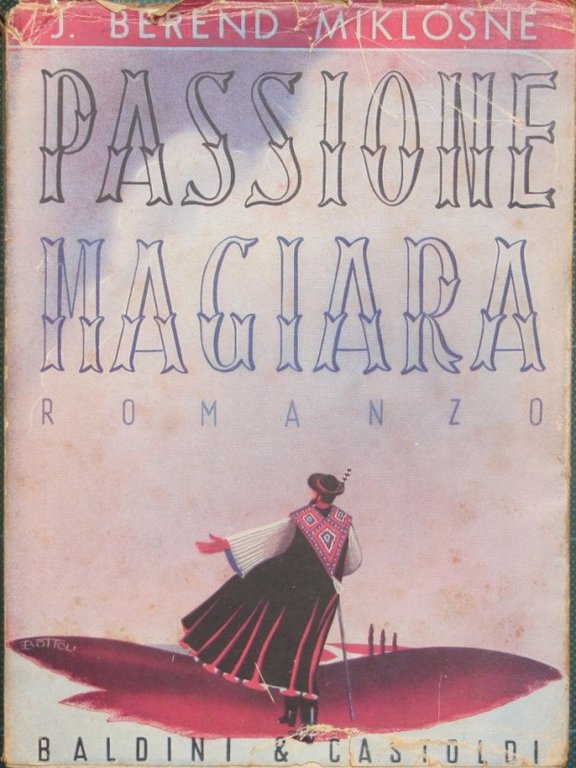 J. BEREND MIKLÓSNÉ
PASSIONE
MAGIARA
ROMANZO
BALDINI & CASTOLDI